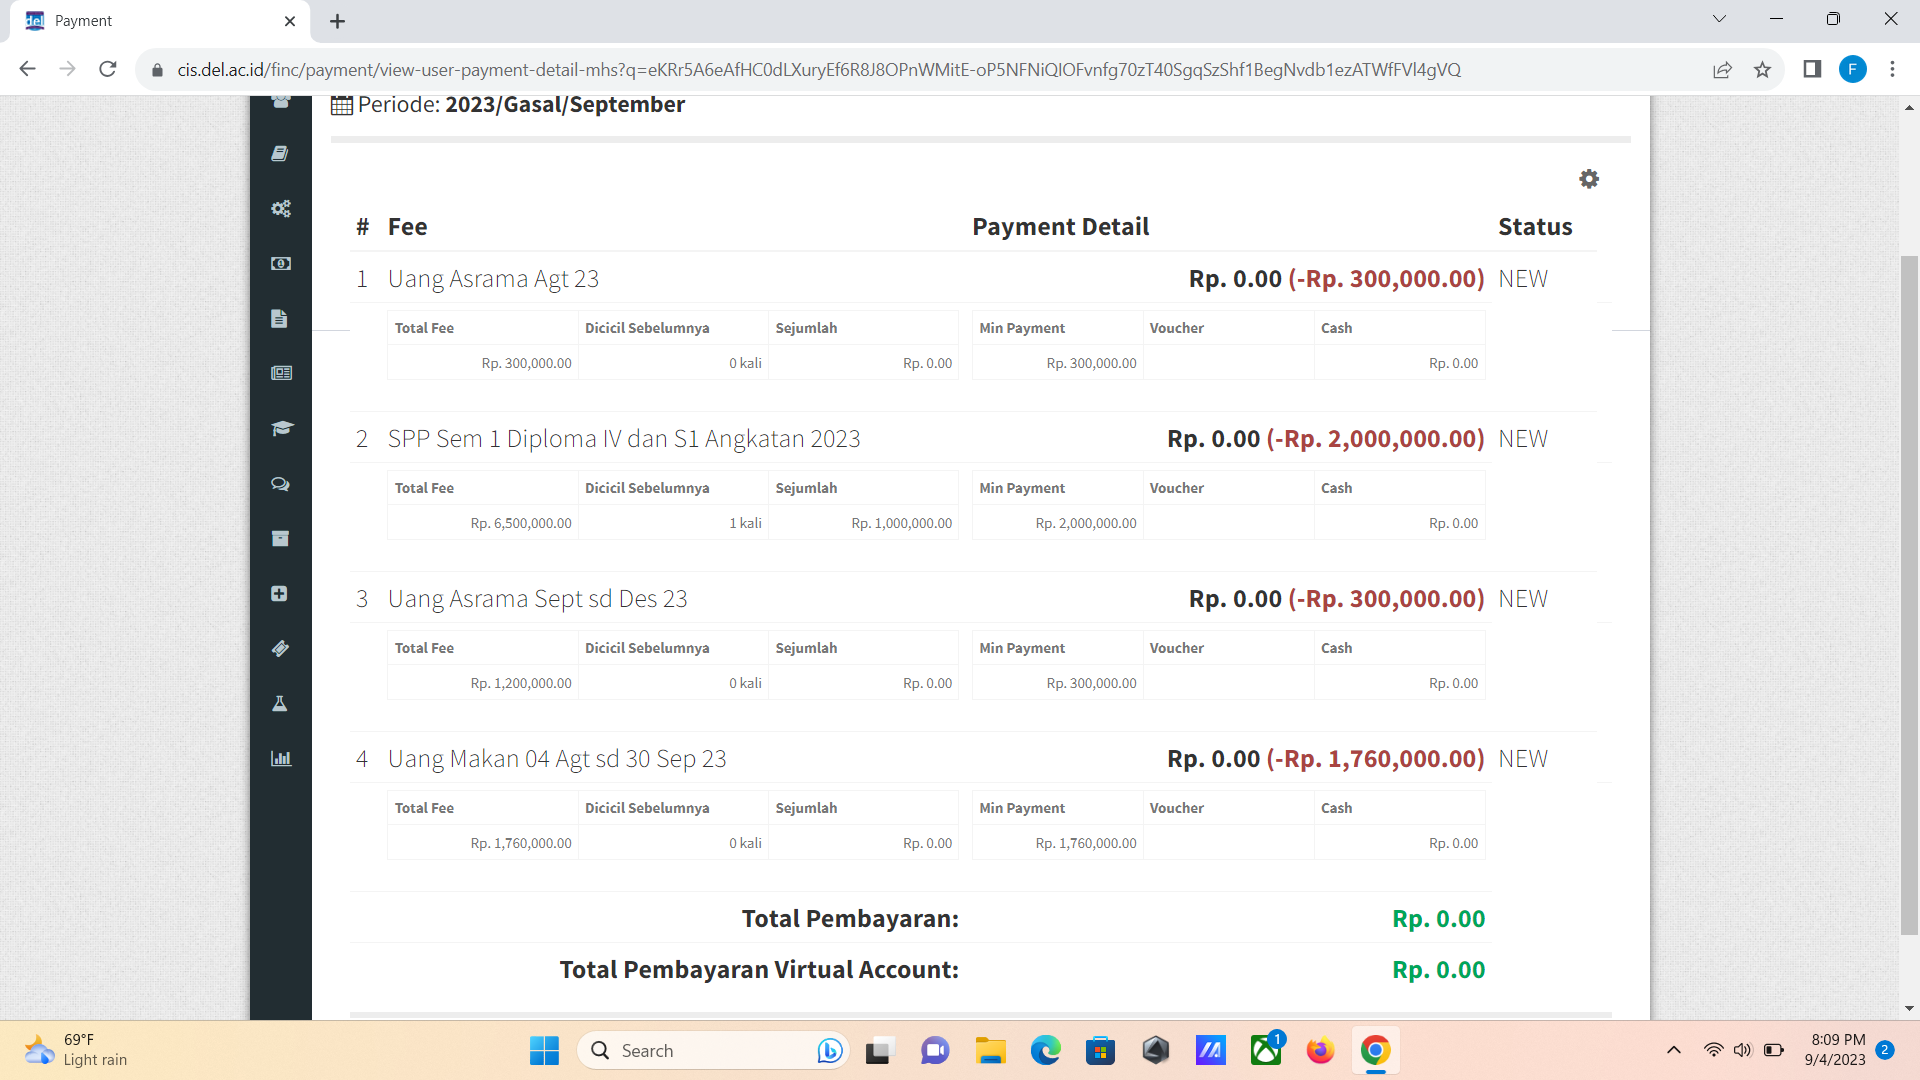 Payment
cis.del.ac.id/finc/payment/view-user-payment-detail-mhs?q=eKRr5A6eAfHC0dLXuryEf6R8J8OPnWMitE-oP5NFNiQIOFvnfg70zT40SgqSzShf1BegNvdb1ezATWfFVl4gVQ
F
Periode: 2023/Gasal/September
# Fee Payment Detail Status
1 Uang Asrama Agt 23 Rp. 0.00 (-Rp. 300,000.00) NEW
Total Fee Dicicil Sebelumnya Sejumlah Min Payment Voucher Cash
Rp. 300,000.00 0 kali Rp. 0.00 Rp. 300,000.00 Rp. 0.00
2 SPP Sem 1 Diploma IV dan S1 Angkatan 2023 Rp. 0.00 (-Rp. 2,000,000.00) NEW
Total Fee Dicicil Sebelumnya Sejumlah Min Payment Voucher Cash
Rp. 6,500,000.00 1 kali Rp. 1,000,000.00 Rp. 2,000,000.00 Rp. 0.00
3 Uang Asrama Sept sd Des 23 Rp. 0.00 (-Rp. 300,000.00) NEW
Total Fee Dicicil Sebelumnya Sejumlah Min Payment Voucher Cash
Rp. 1,200,000.00 0 kali Rp. 0.00 Rp. 300,000.00 Rp. 0.00
4 Uang Makan 04 Agt sd 30 Sep 23 Rp. 0.00 (-Rp. 1,760,000.00) NEW
Total Fee Dicicil Sebelumnya Sejumlah Min Payment Voucher Cash
Rp. 1,760,000.00 0 kali Rp. 0.00 Rp. 1,760,000.00 Rp. 0.00
Total Pembayaran: Rp. 0.00
Total Pembayaran Virtual Account: Rp. 0.00
69°F
Light rain
Search
1
8:09 PM
9/4/2023
2